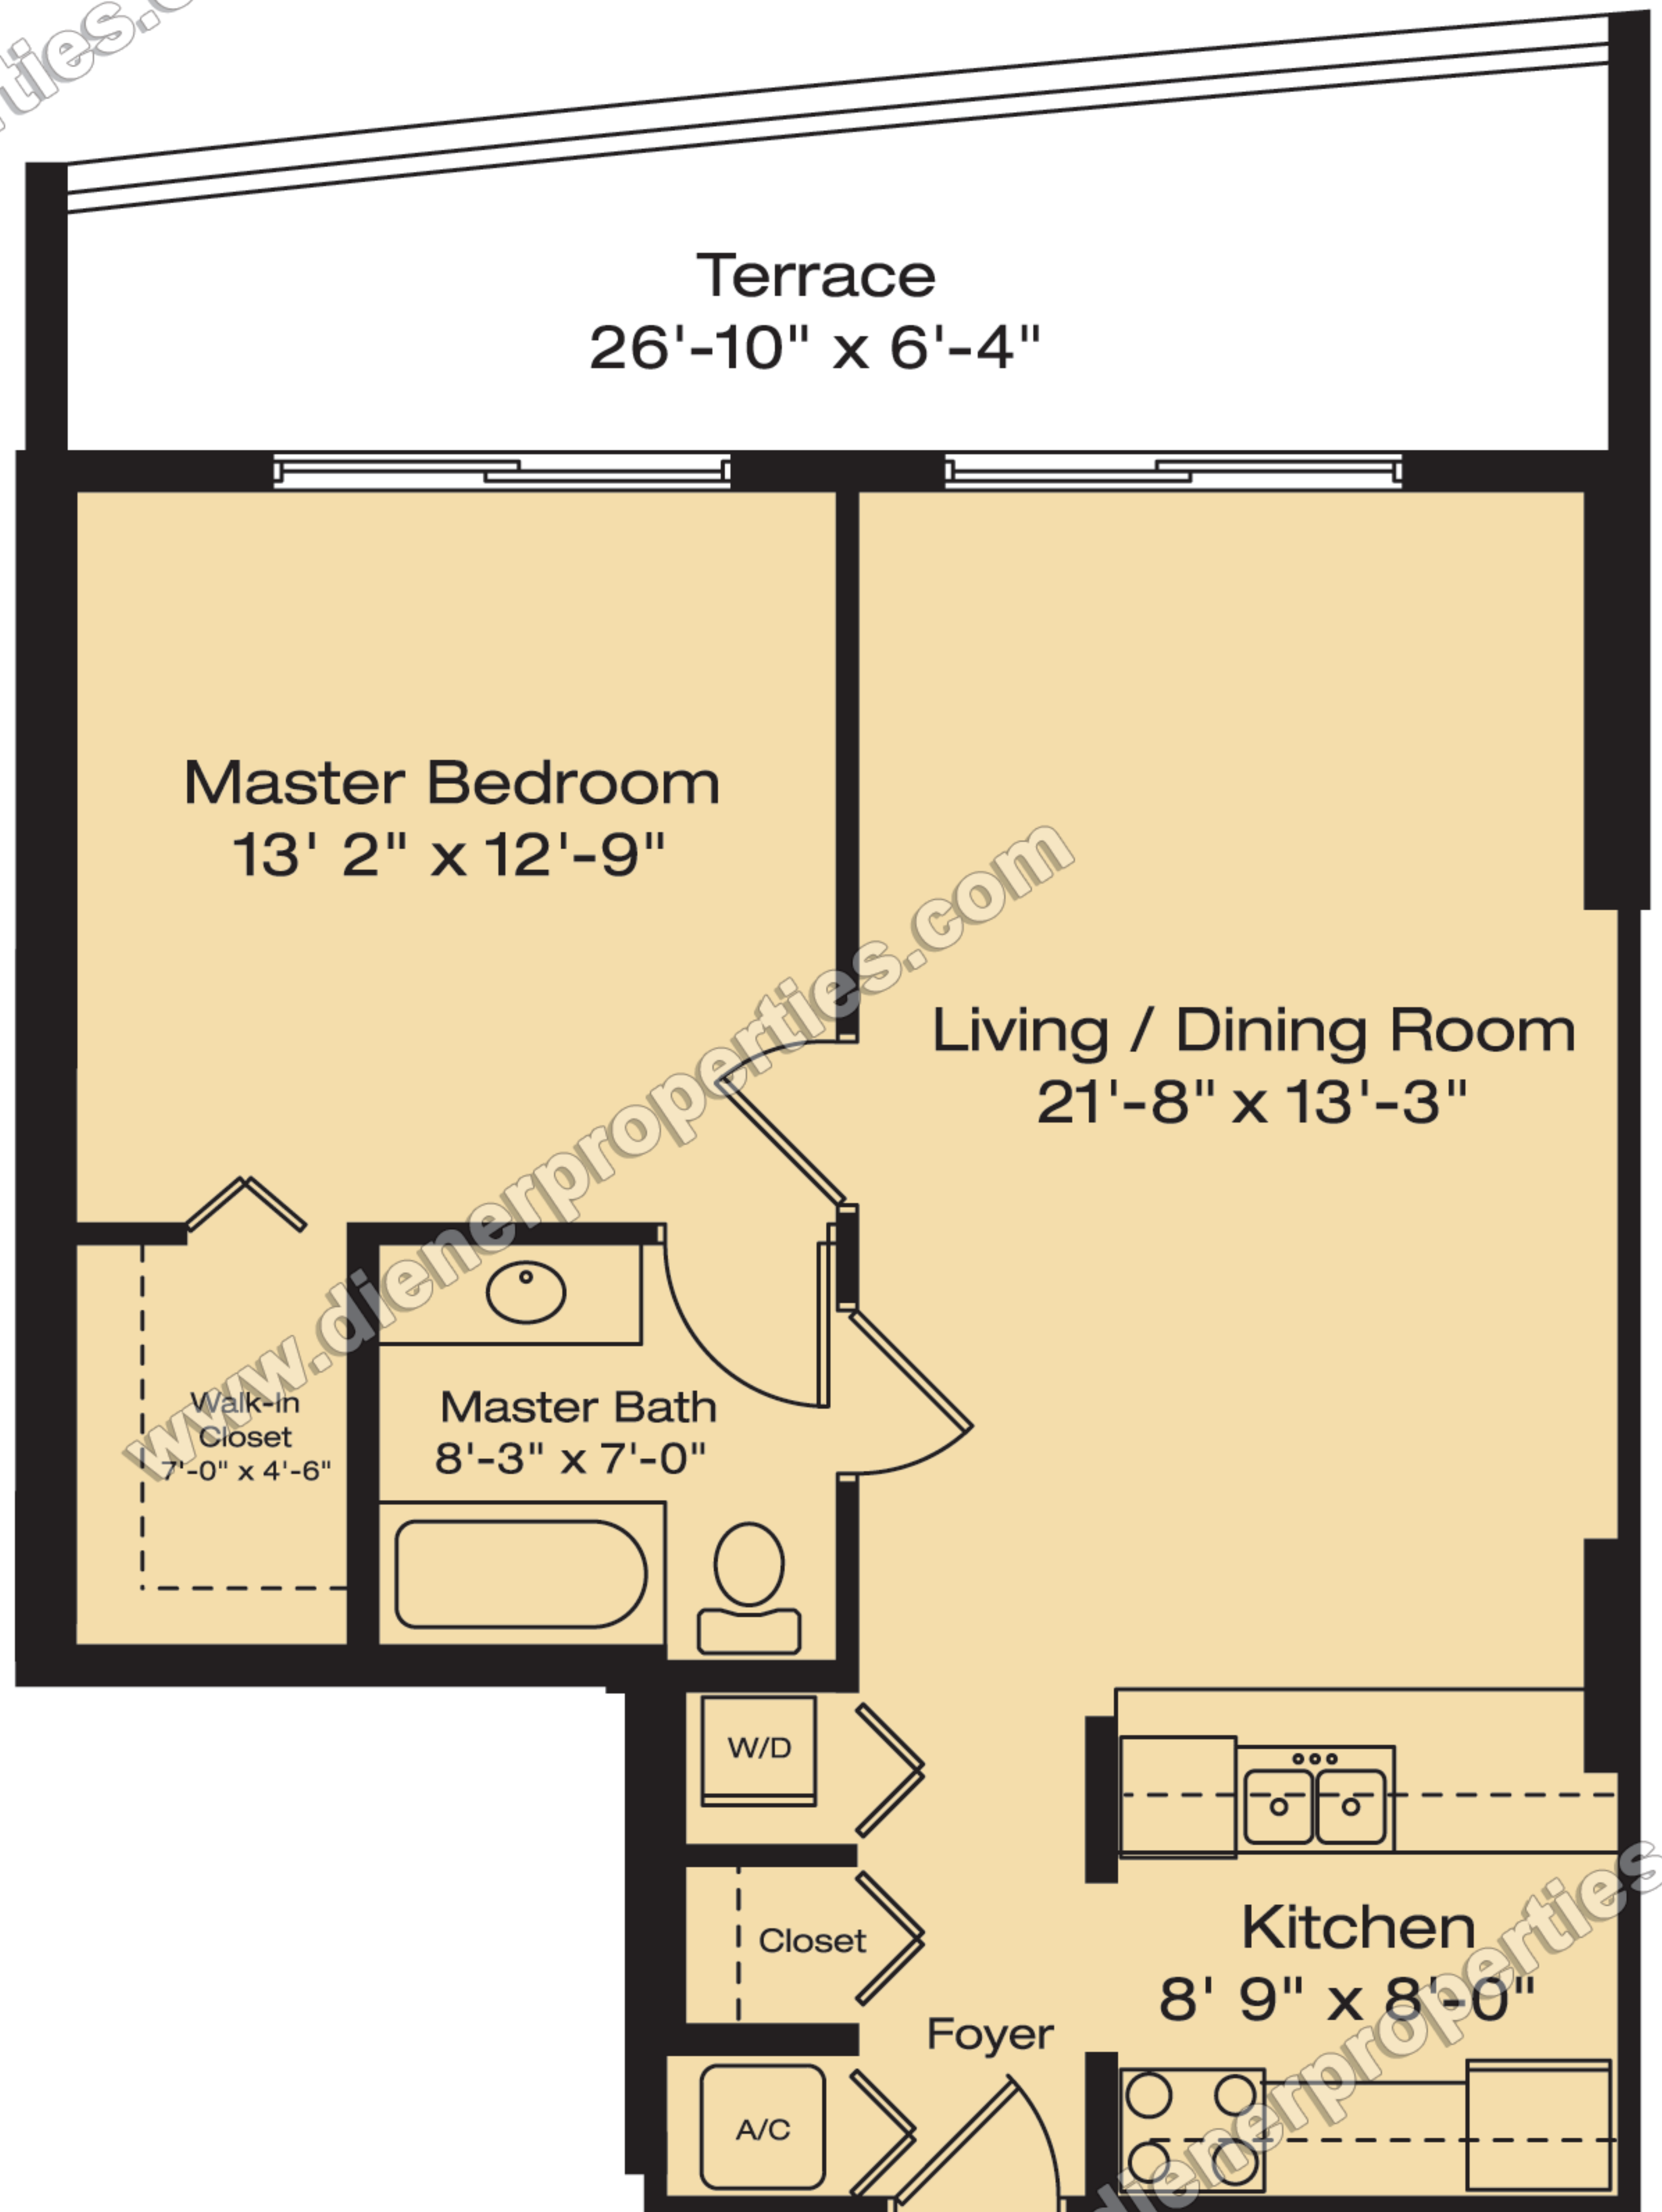 ties.c
Terrace
26'-10" x 6'-4"
Master Bedroom
13' 2" x 12'-9"
www.dienerproperties.com
Living / Dining Room
21'-8" x 13'-3"
Walk-In
Closet
7'-0" x 4'-6"
Master Bath
8'-3" x 7'-0"
W/D
Closet
Kitchen
8' 9" x 8'-0"
Foyer
A/C
dienerproperties